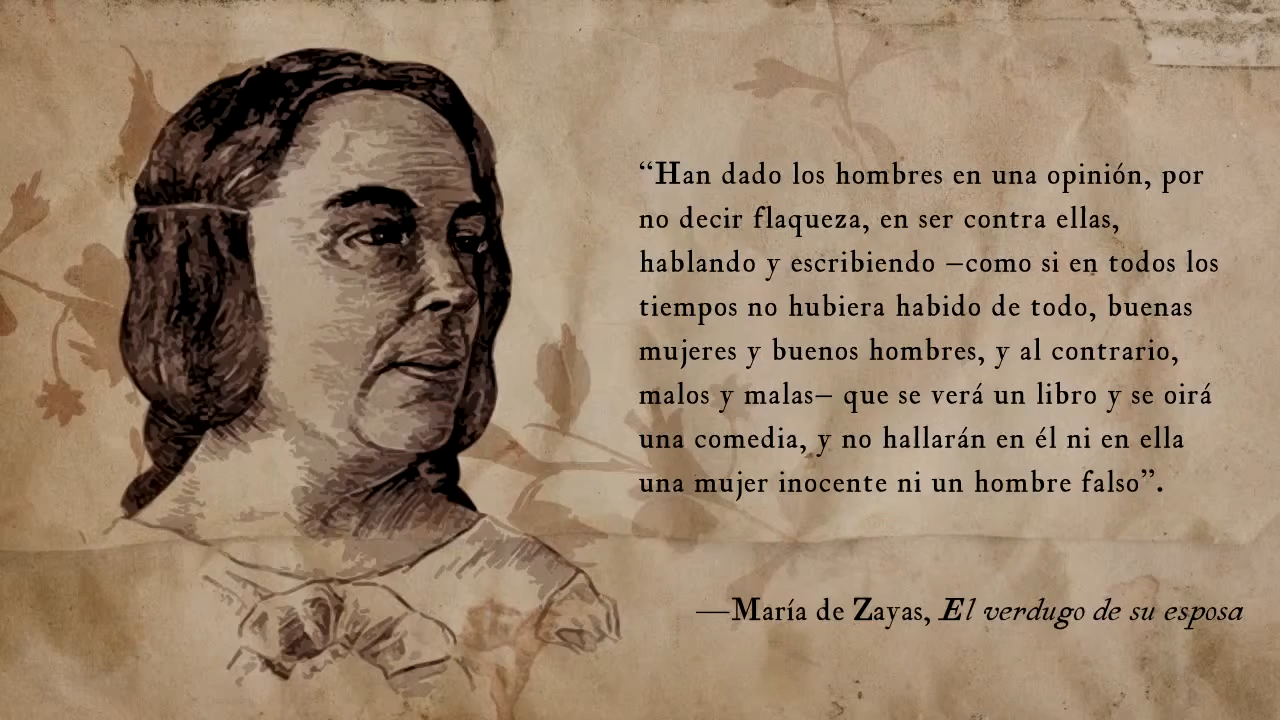 “Han dado los hombres en una opinión, por
no decir flaqueza, en ser contra ellas,
hablando y escribiendo –como si en todos los
tiempos no hubiera habido de todo, buenas
mujeres y buenos hombres, y al contrario,
malos y malas– que se verá un libro y se oirá
una comedia, y no hallarán en él ni en ella
una mujer inocente ni un hombre falso”.
—María de Zayas, El verdugo de su esposa